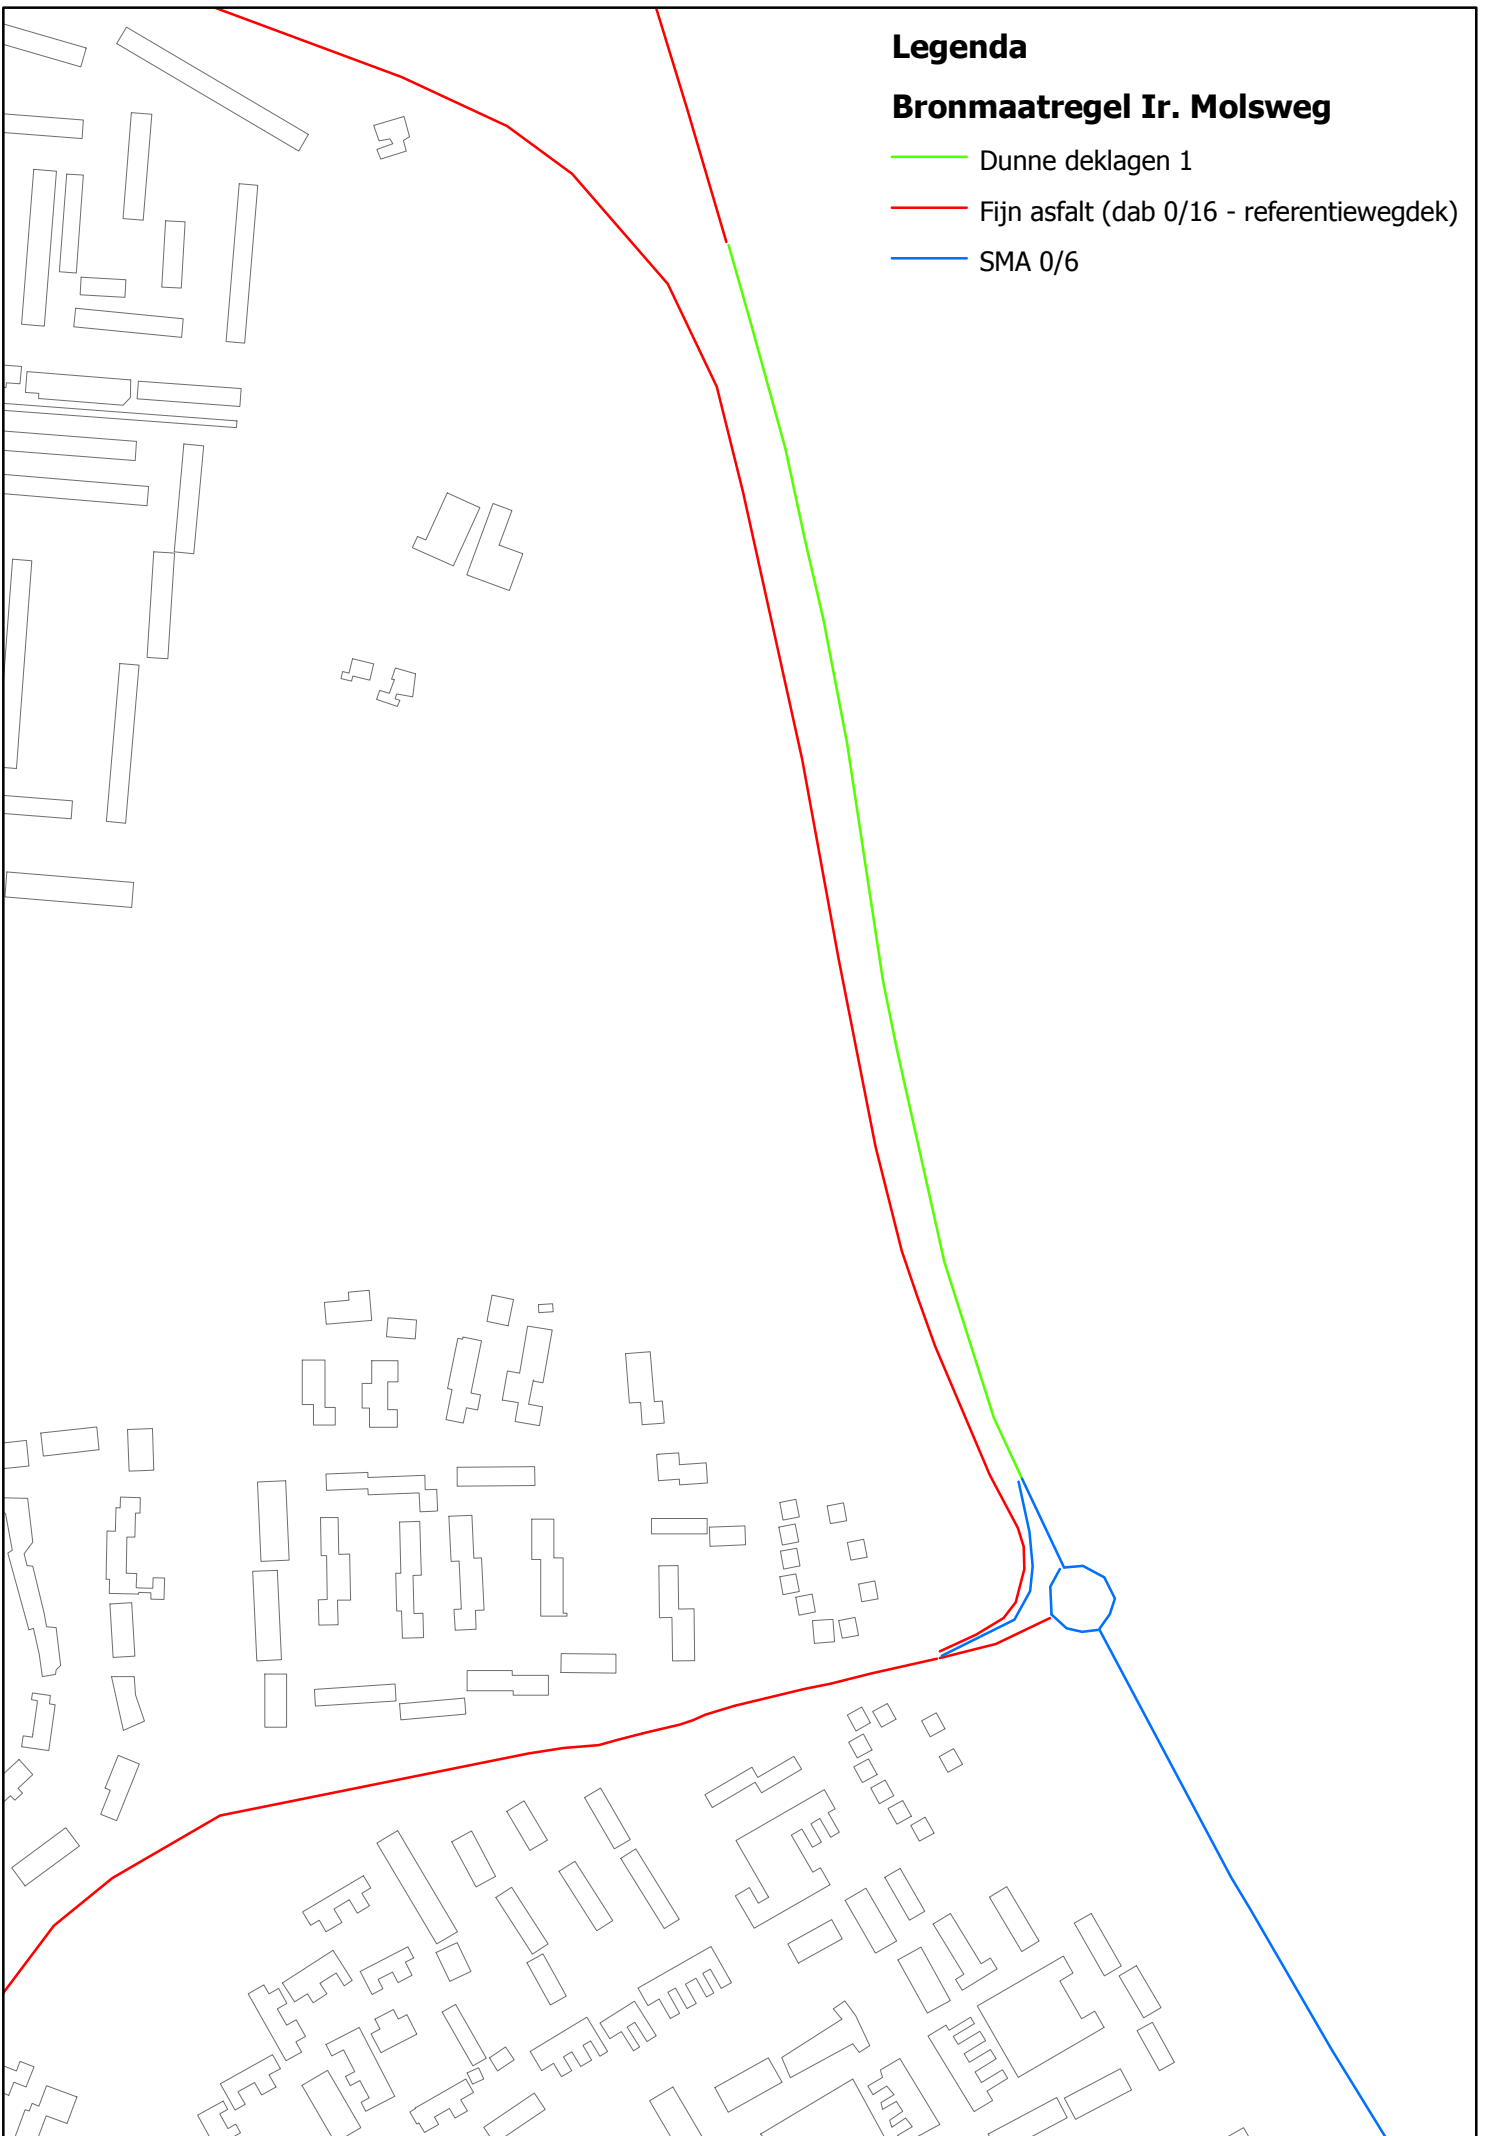 Legenda
Bronmaatregel Ir. Molsweg
Dunne deklagen 1
Fijn asfalt (dab 0/16 - referentiewegdek)
SMA 0/6